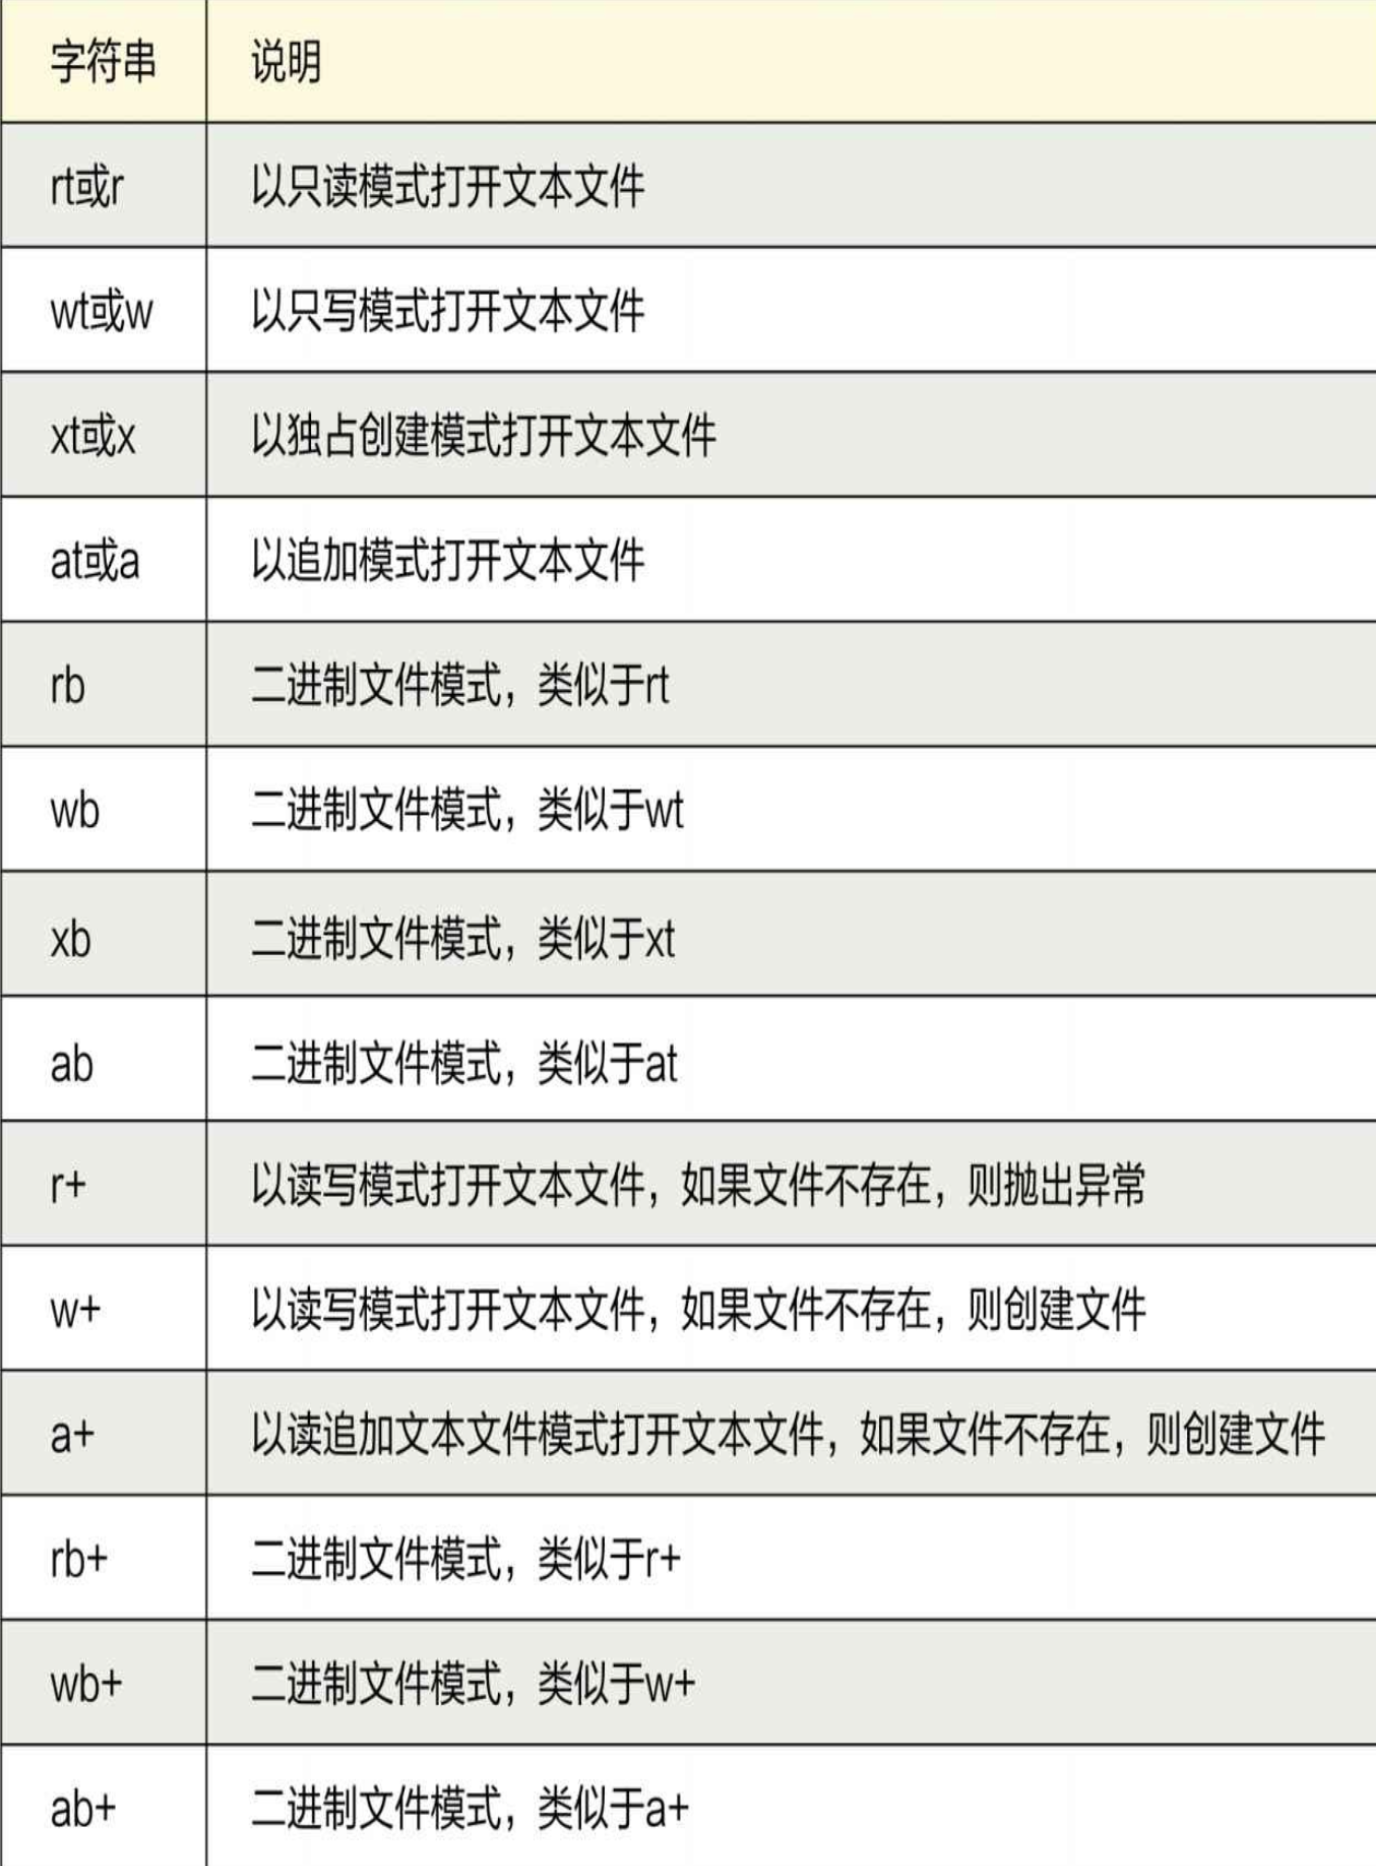 字符串 说明
rt或r 以只读模式打开文本文件
wt或w 以只写模式打开文本文件
xt或x 以独占创建模式打开文本文件
at或a 以追加模式打开文本文件
rb 二进制文件模式，类似于rt
wb 二进制文件模式，类似于wt
xb 二进制文件模式，类似于xt
ab 二进制文件模式，类似于at
r+ 以读写模式打开文本文件，如果文件不存在，则抛出异常
w+ 以读写模式打开文本文件，如果文件不存在，则创建文件
a+ 以读追加文本文件模式打开文本文件，如果文件不存在，则创建文件
rb+ 二进制文件模式，类似于r+
wb+ 二进制文件模式，类似于w+
ab+ 二进制文件模式，类似于a+